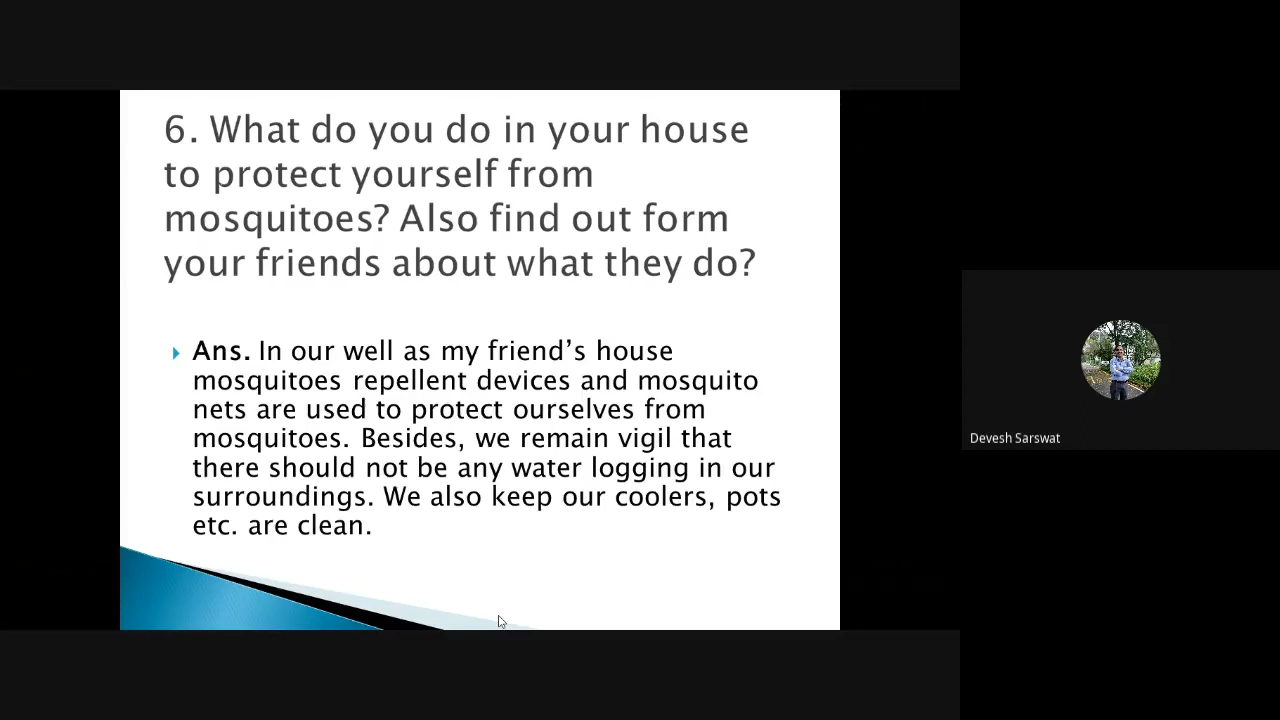 6. What do you do in your house
to protect yourself from
mosquitoes? Also find out form
your friends about what they do?
Ans. In our well as my friend’s house
mosquitoes repellent devices and mosquito
nets are used to protect ourselves from
mosquitoes. Besides, we remain vigil that
there should not be any water logging in our
surroundings. We also keep our coolers, pots
etc. are clean.
Devesh Sarswat